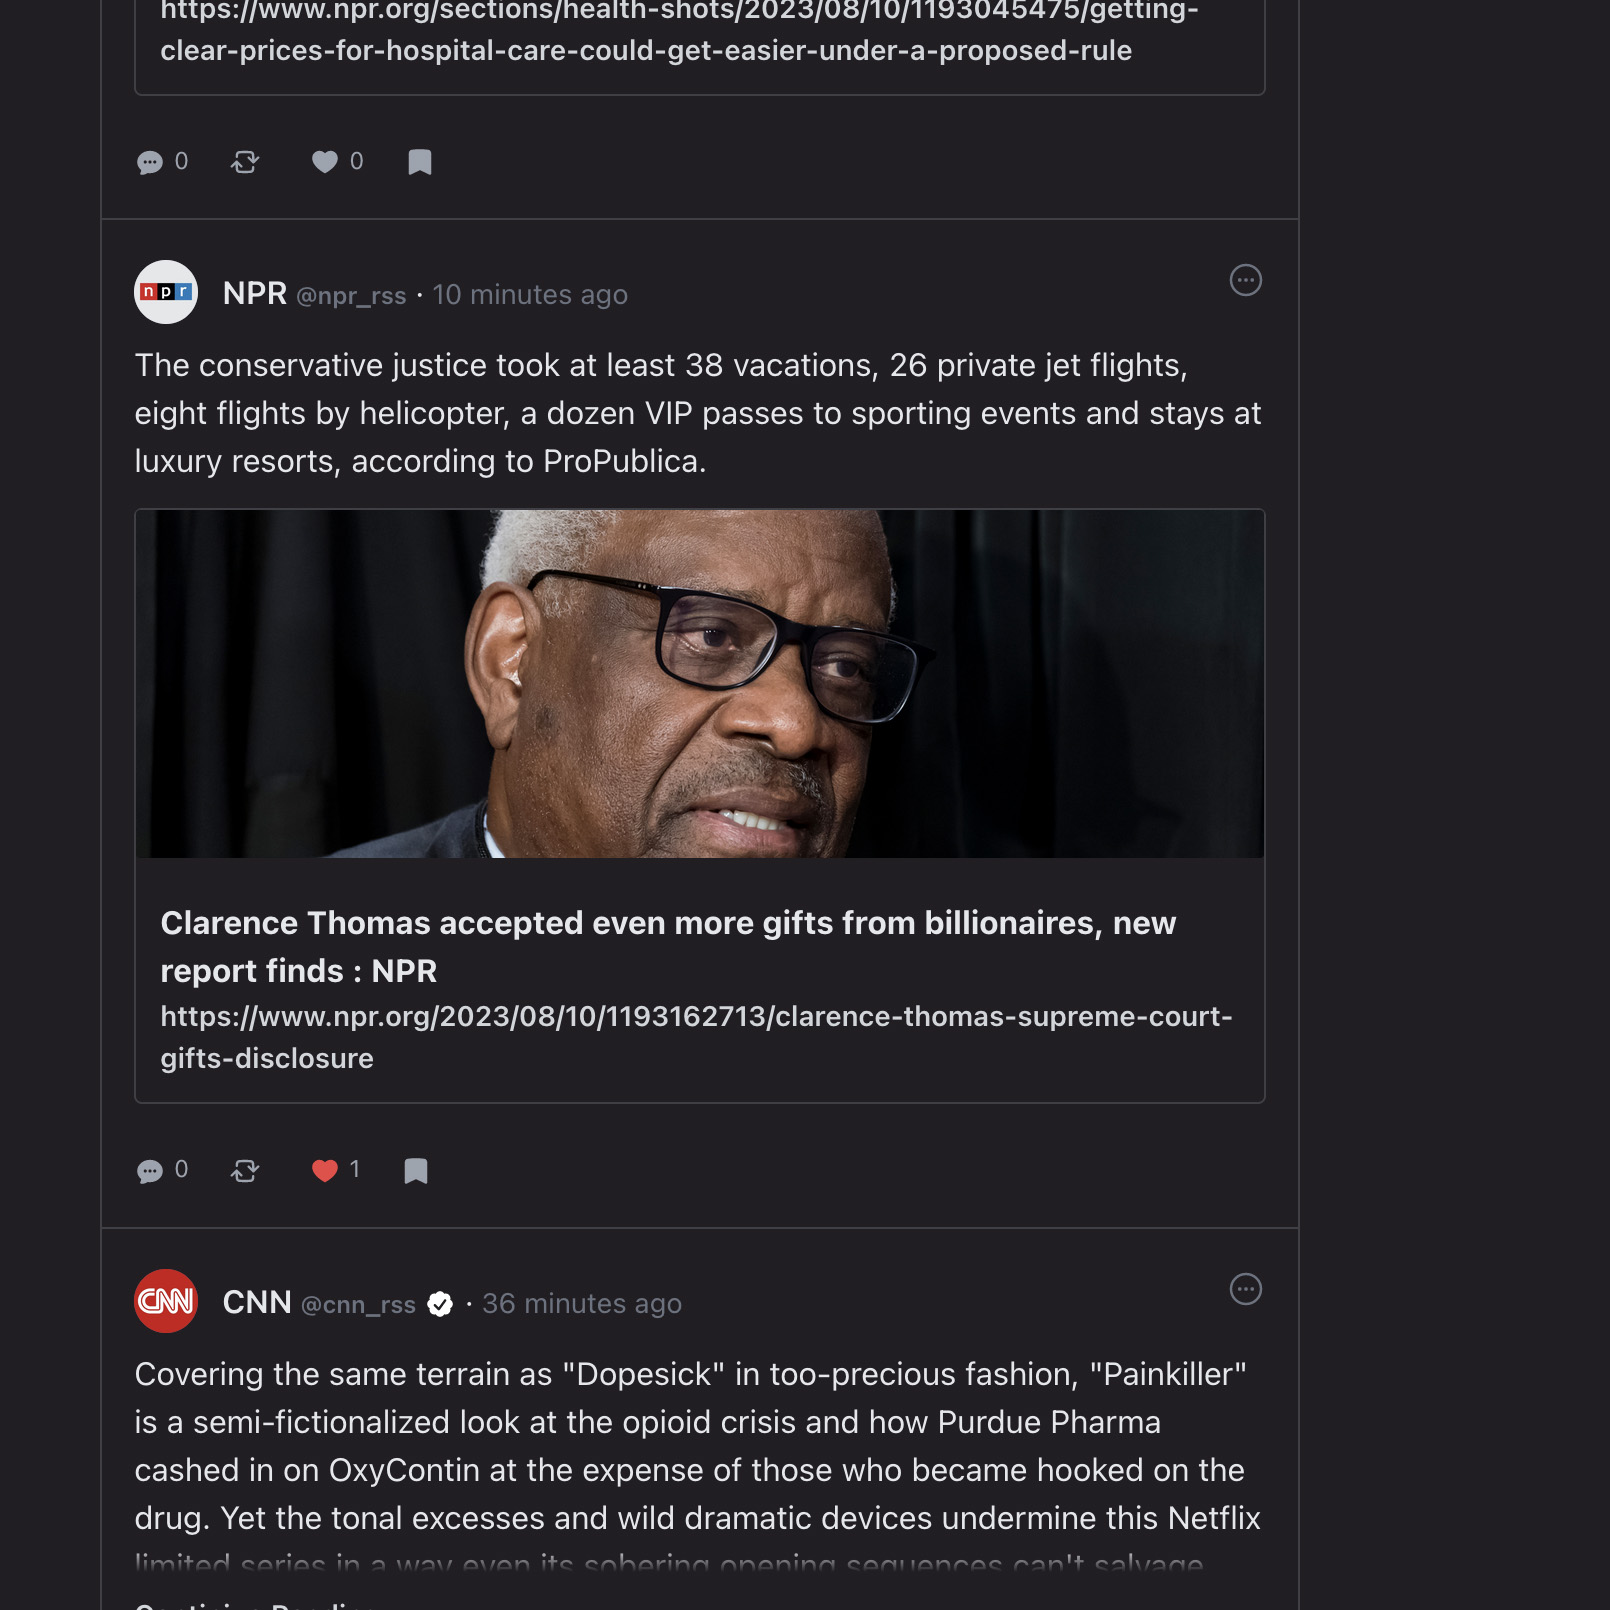 https://www.npr.org/sections/health-shots/2023/08/10/1193045475/getting-
clear-prices-for-hospital-care-could-get-easier-under-a-proposed-rule
0 0
npr NPR @npr_rss · 10 minutes ago
The conservative justice took at least 38 vacations, 26 private jet flights,
eight flights by helicopter, a dozen VIP passes to sporting events and stays at
luxury resorts, according to ProPublica.
Clarence Thomas accepted even more gifts from billionaires, new
report finds : NPR
https://www.npr.org/2023/08/10/1193162713/clarence-thomas-supreme-court-
gifts-disclosure
0 1
CNN CNN @cnn_rss · 36 minutes ago
Covering the same terrain as "Dopesick" in too-precious fashion, "Painkiller"
is a semi-fictionalized look at the opioid crisis and how Purdue Pharma
cashed in on OxyContin at the expense of those who became hooked on the
drug. Yet the tonal excesses and wild dramatic devices undermine this Netflix
limited series in a way even its sobering opening sequences can't salvage.
Continue Reading